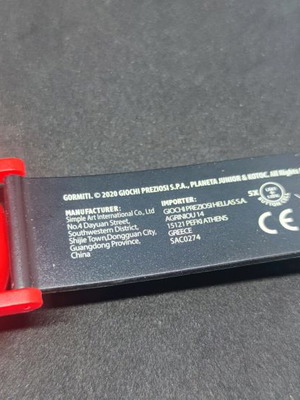 GORMITI. © 2020 GIOCHI PREZIOSI S.P.A., PLANETA JUNIOR & KOTOC. All Rights
MANUFACTURER:
Simple Art International Co., Ltd
No.4 Dayuan Street,
Southwestern District,
Shijie Town,Dongguan City,
Guangdong Province,
China
IMPORTER:
GIOCHI PREZIOSI HELLAS S.A.
AGRINIOU 14
15121 PEFKI ATHENS
GREECE
SAC0274
5X
CE